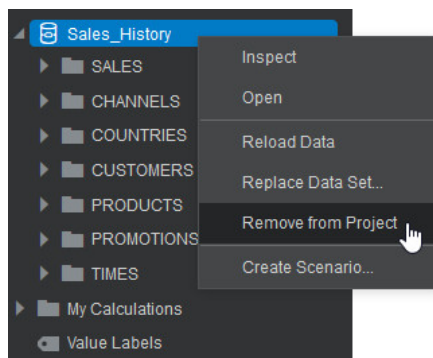 Sales_History
SALES
CHANNELS
COUNTRIES
CUSTOMERS
PRODUCTS
PROMOTIONS
TIMES
My Calculations
Value Labels
Inspect
Open
Reload Data
Replace Data Set...
Remove from Project
Create Scenario...